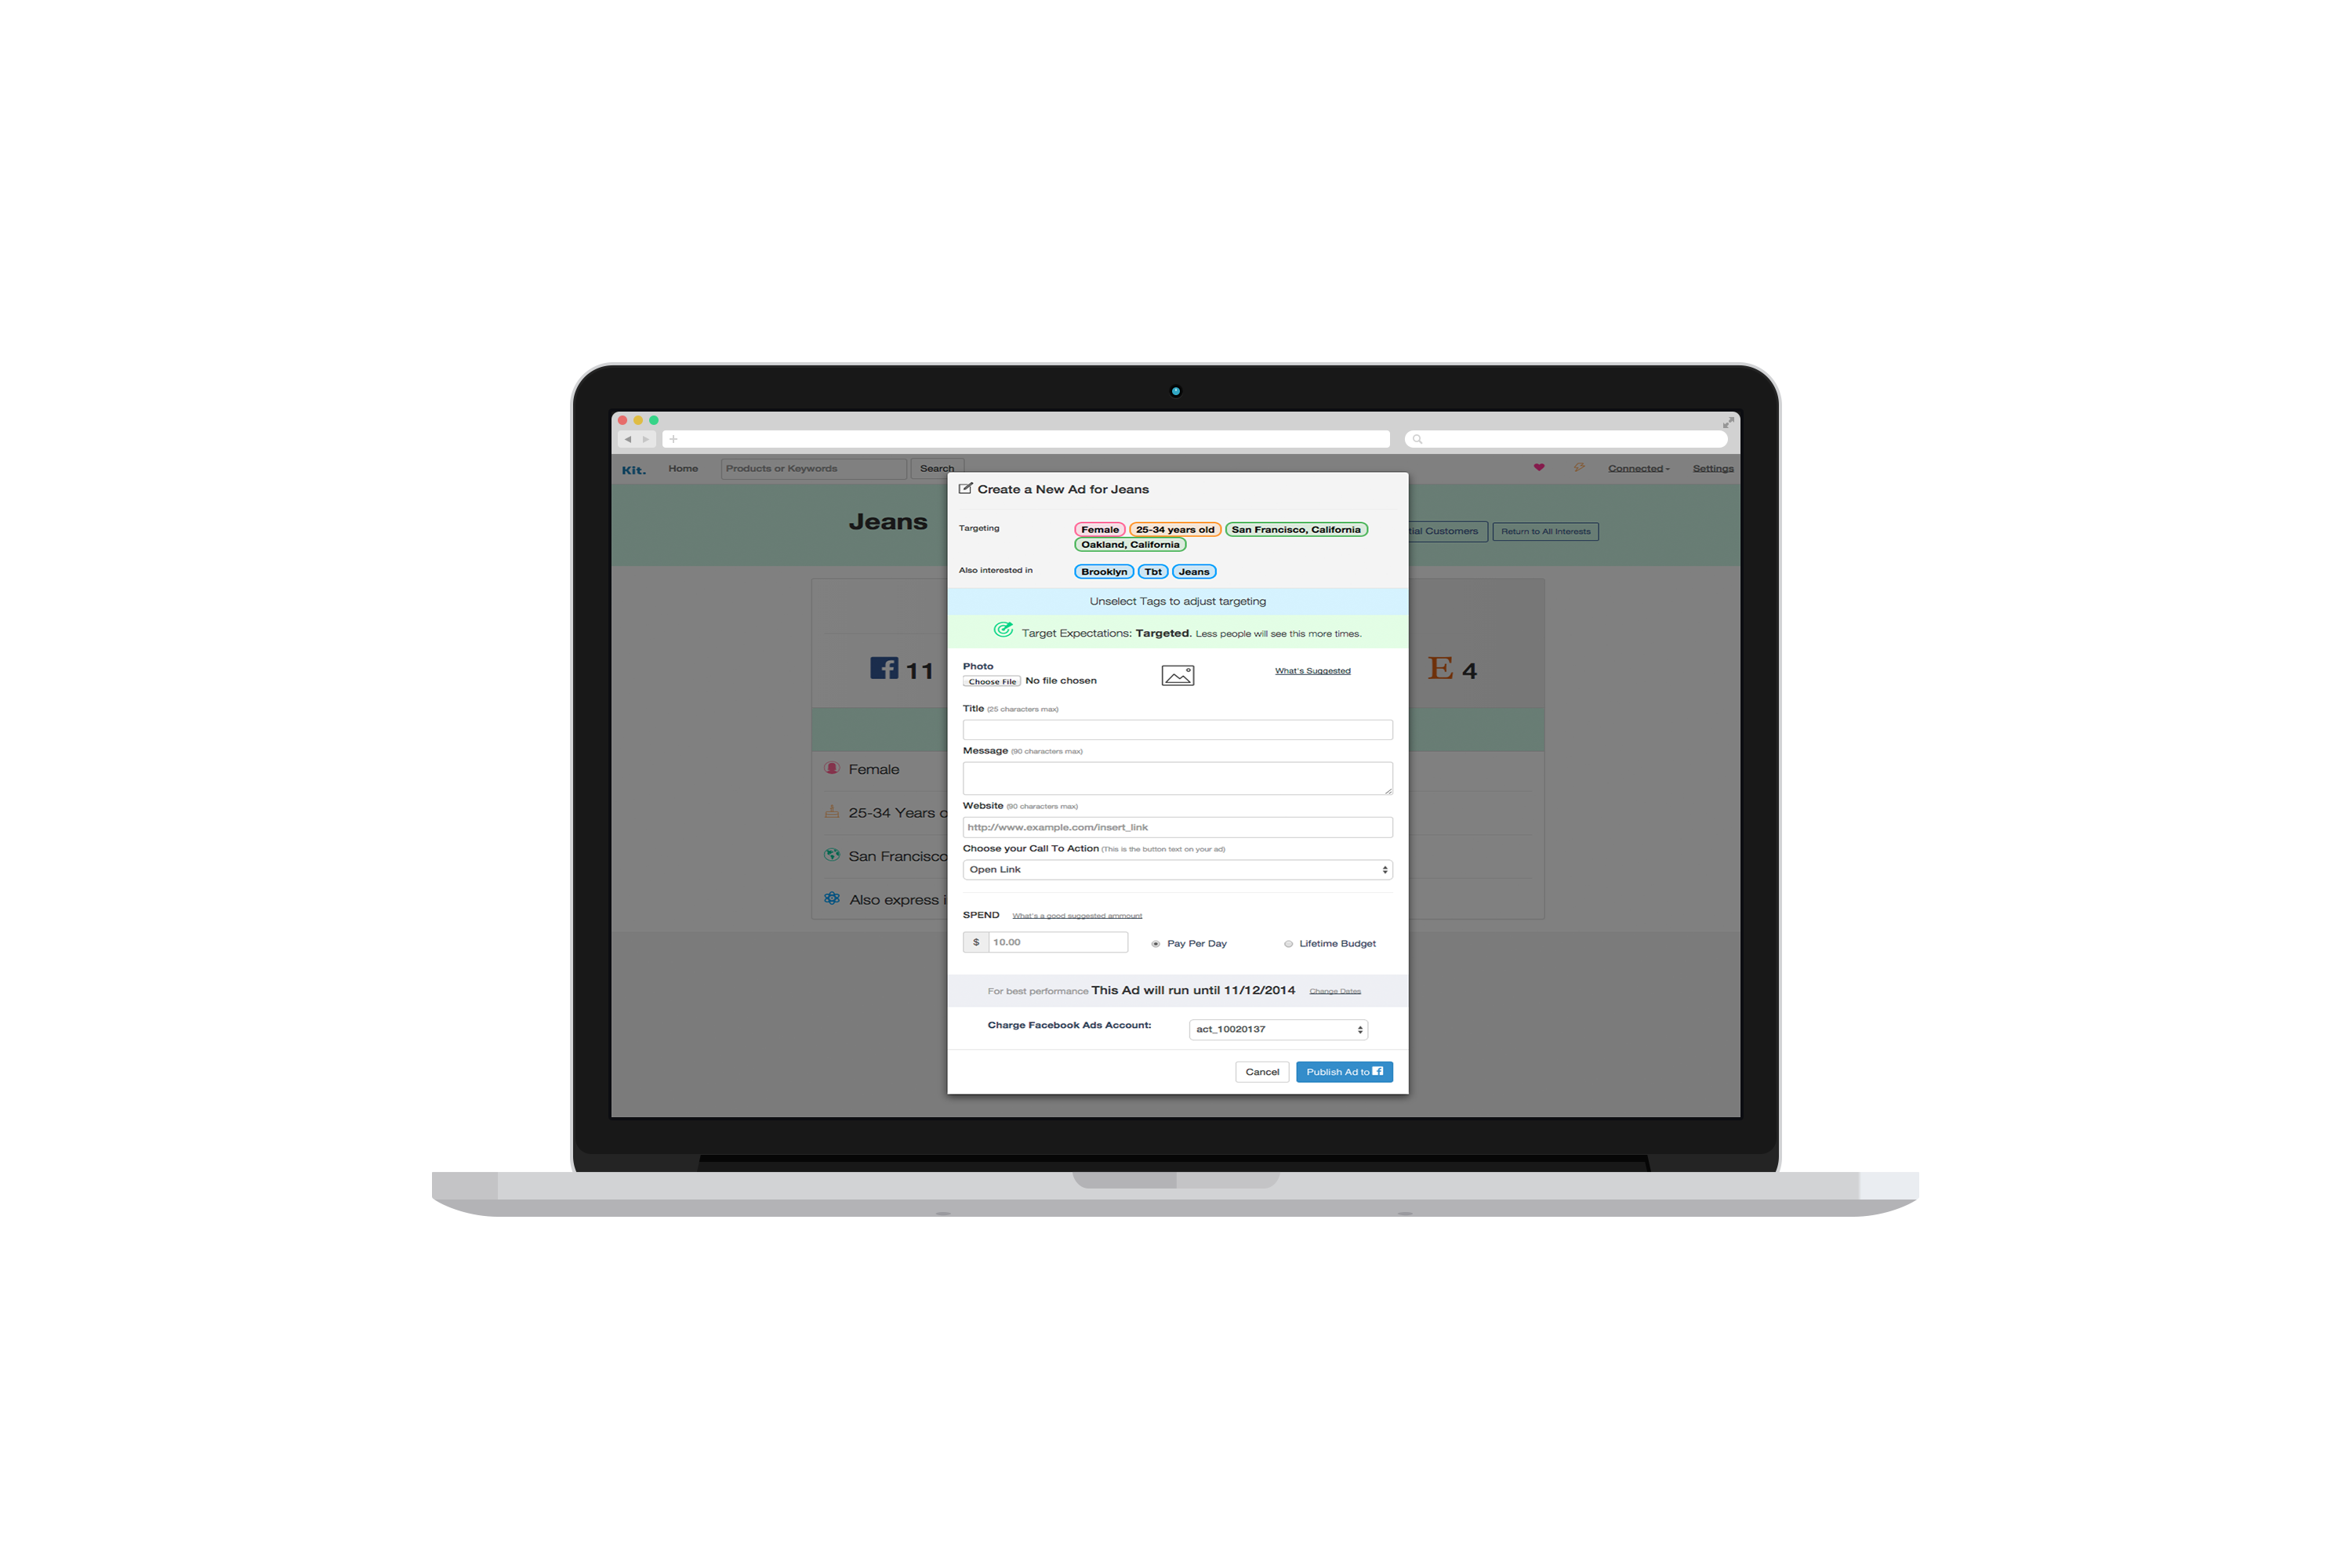 Kit. Home Products or Keywords Search Connected Settings
Jeans
tial Customers Return to All Interests
11
E 4
Female
25-34 Years o
San Francisco
Also express i
Create a New Ad for Jeans
Targeting Female 25-34 years old San Francisco, California
Oakland, California
Also interested in Brooklyn Tbt Jeans
Unselect Tags to adjust targeting
Target Expectations: Targeted. Less people will see this more times.
Photo
Choose File No file chosen
What's Suggested
Title (25 characters max)
Message (90 characters max)
Website (90 characters max)
http://www.example.com/insert_link
Choose your Call To Action (This is the button text on your ad)
Open Link
SPEND What's a good suggested ammount
$ 10.00 Pay Per Day Lifetime Budget
For best performance This Ad will run until 11/12/2014 Change Dates
Charge Facebook Ads Account: act_10020137
Cancel Publish Ad to f